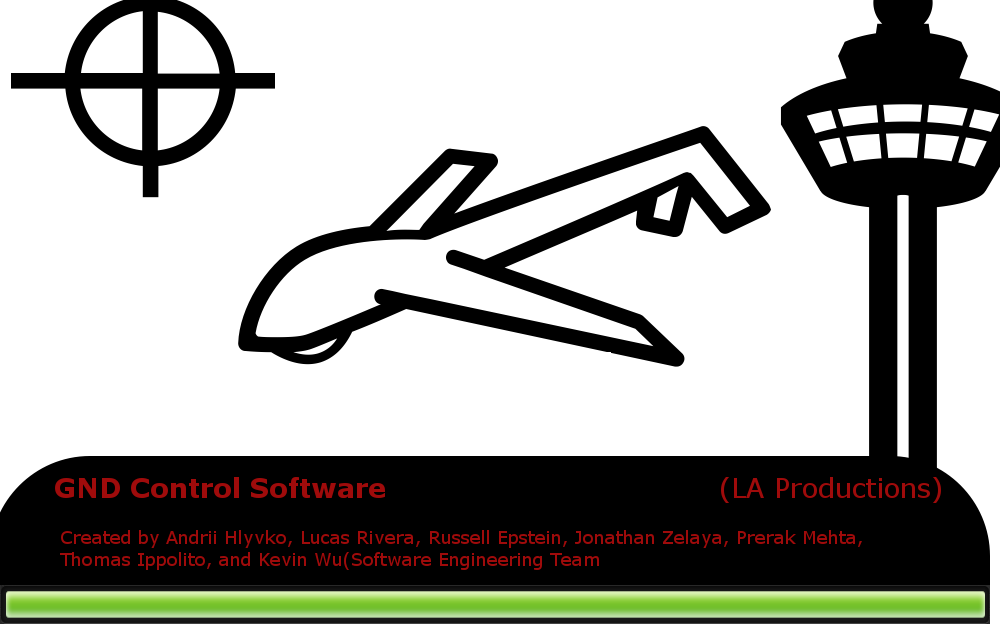 GND Control Software
(LA Productions)
Created by Andrii Hlyvko, Lucas Rivera, Russell Epstein, Jonathan Zelaya, Prerak Mehta,
Thomas Ippolito, and Kevin Wu(Software Engineering Team